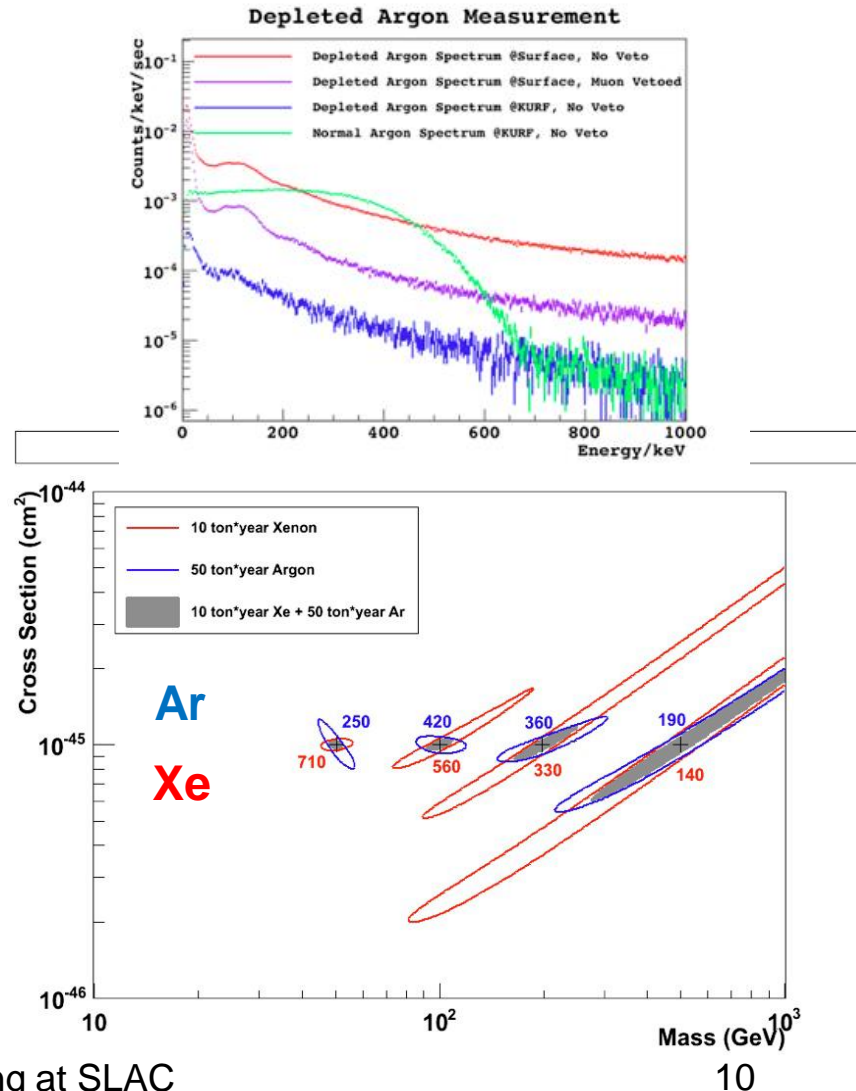 Depleted Argon Measurement
Counts/keV/sec
10⁻¹
10⁻²
10⁻³
10⁻⁴
10⁻⁵
10⁻⁶
Depleted Argon Spectrum @Surface, No Veto
Depleted Argon Spectrum @Surface, Muon Vetoed
Depleted Argon Spectrum @KURF, No Veto
Normal Argon Spectrum @KURF, No Veto
0 200 400 600 800 1000
Energy/keV
Cross Section (cm²)
10⁻⁴⁴
10⁻⁴⁵
10⁻⁴⁶
10 ton*year Xenon
50 ton*year Argon
10 ton*year Xe + 50 ton*year Ar
Ar
Xe
250 420 360 190
710 560 330 140
10 10² 10³
Mass (GeV)
ng at SLAC
10